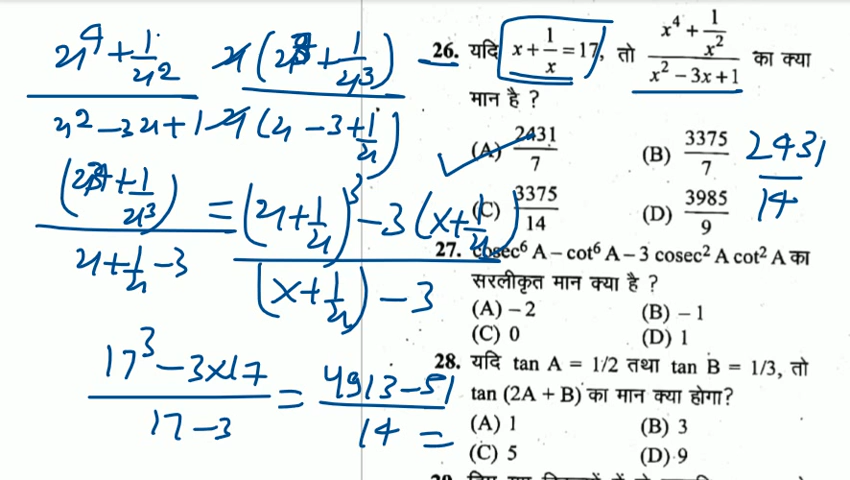 x⁴ + 1/x² / x² - 3x + 1
x(x³ + 1/x³) / x(x - 3 + 1/x)
(x³ + 1/x³) / x + 1/x - 3 = (x + 1/x)³ - 3(x + 1/x) / (x + 1/x) - 3
17³ - 3×17 / 17 - 3 = 4913 - 51 / 14 =
26. यदि x + 1/x = 17, तो (x⁴ + 1/x²) / (x² − 3x + 1) का क्या
मान है ?
(A) 2431/7 (B) 3375/7
(C) 3375/14 (D) 3985/9
2431/14
27. cosec⁶ A − cot⁶ A − 3 cosec² A cot² A का
सरलीकृत मान क्या है ?
(A) − 2 (B) − 1
(C) 0 (D) 1
28. यदि tan A = 1/2 तथा tan B = 1/3, तो
tan (2A + B) का मान क्या होगा?
(A) 1 (B) 3
(C) 5 (D) 9